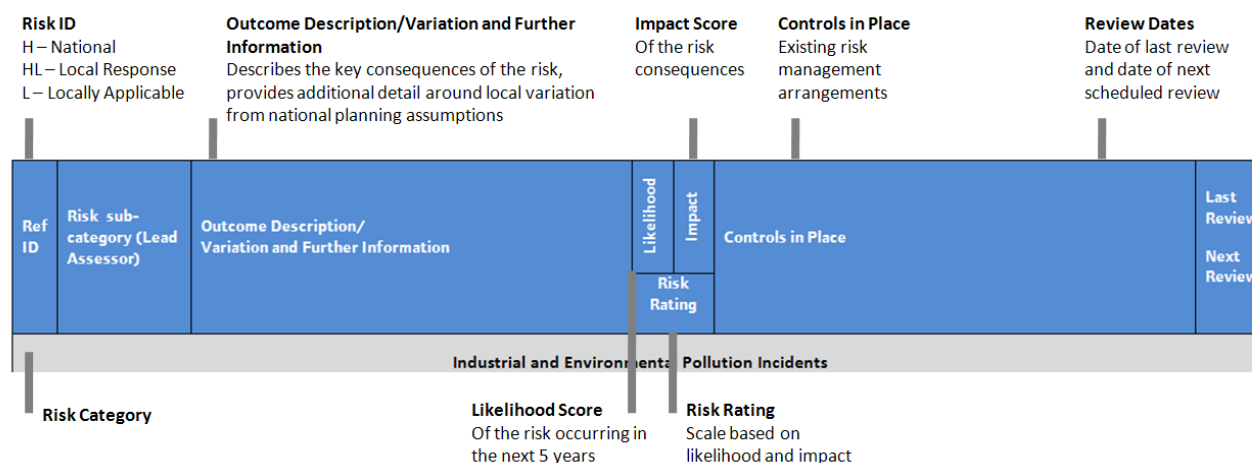 Risk ID
H – National
HL – Local Response
L – Locally Applicable
Outcome Description/Variation and Further
Information
Describes the key consequences of the risk,
provides additional detail around local variation
from national planning assumptions
Impact Score
Of the risk
consequences
Controls in Place
Existing risk
management
arrangements
Review Dates
Date of last review
and date of next
scheduled review
Ref
ID
Risk sub-
category (Lead
Assessor)
Outcome Description/
Variation and Further Information
Likelihood
Impact
Risk
Rating
Controls in Place
Last
Review
Next
Review
Industrial and Environmental Pollution Incidents
Risk Category
Likelihood Score
Of the risk occurring in
the next 5 years
Risk Rating
Scale based on
likelihood and impact